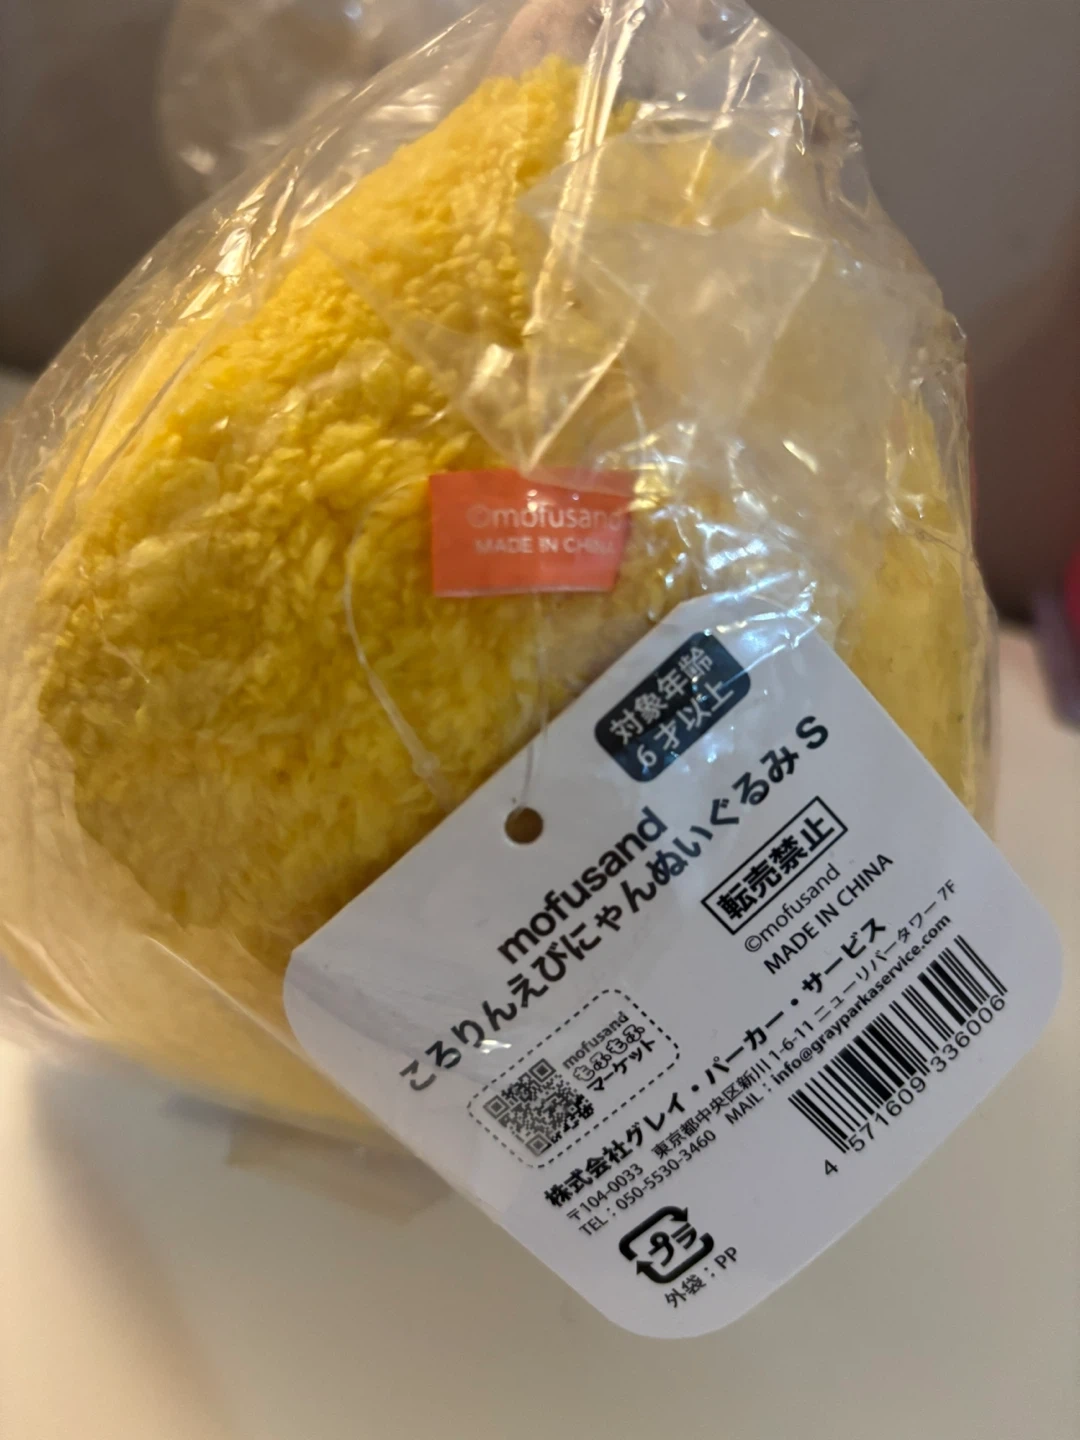 ©mofusand
MADE IN CHINA
対象年齢
6才以上
mofusand
ころりんえびにゃんぬいぐるみ S
転売禁止
©mofusand
MADE IN CHINA
mofusand
もふもふ
マーケット
株式会社グレイ・パーカー・サービス
〒104-0033 東京都中央区新川 1-6-11 ニューリバータワー 7F
TEL : 050-5530-3460 MAIL : info@grayparkaservice.com
4 571609 336006
プラ
外袋 : PP